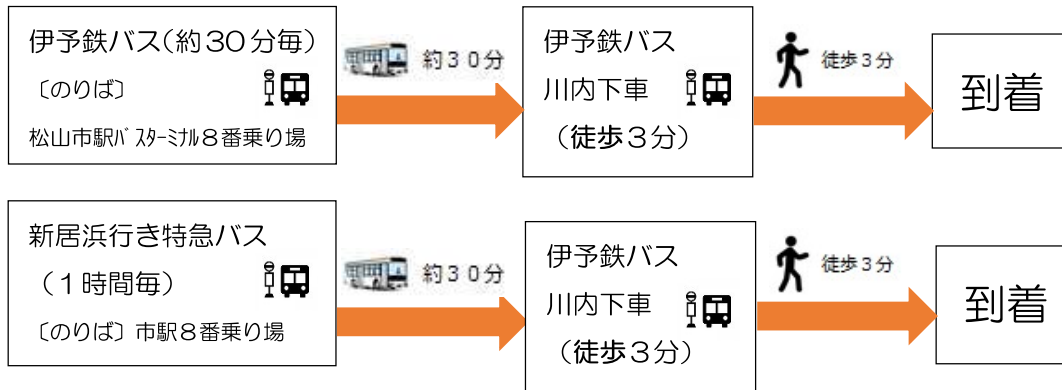 伊予鉄バス(約30分毎)
〔のりば〕
松山市駅バスターミナル8番乗り場
約30分
伊予鉄バス
川内下車
(徒歩3分)
徒歩3分
到着
新居浜行き特急バス
(1時間毎)
〔のりば〕市駅8番乗り場
約30分
伊予鉄バス
川内下車
(徒歩3分)
徒歩3分
到着